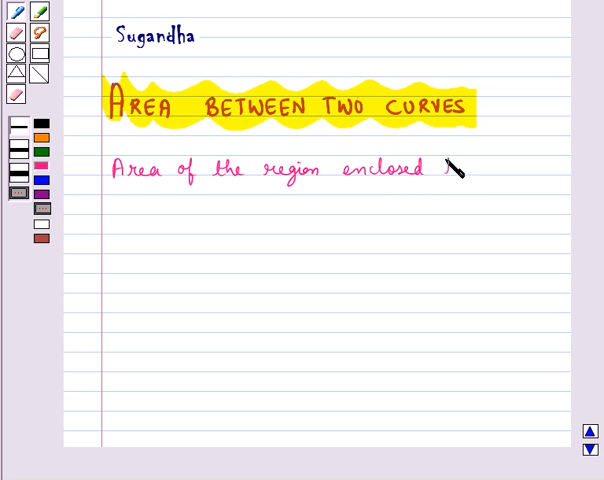 Sugandha
AREA BETWEEN TWO CURVES
Area of the region enclosed